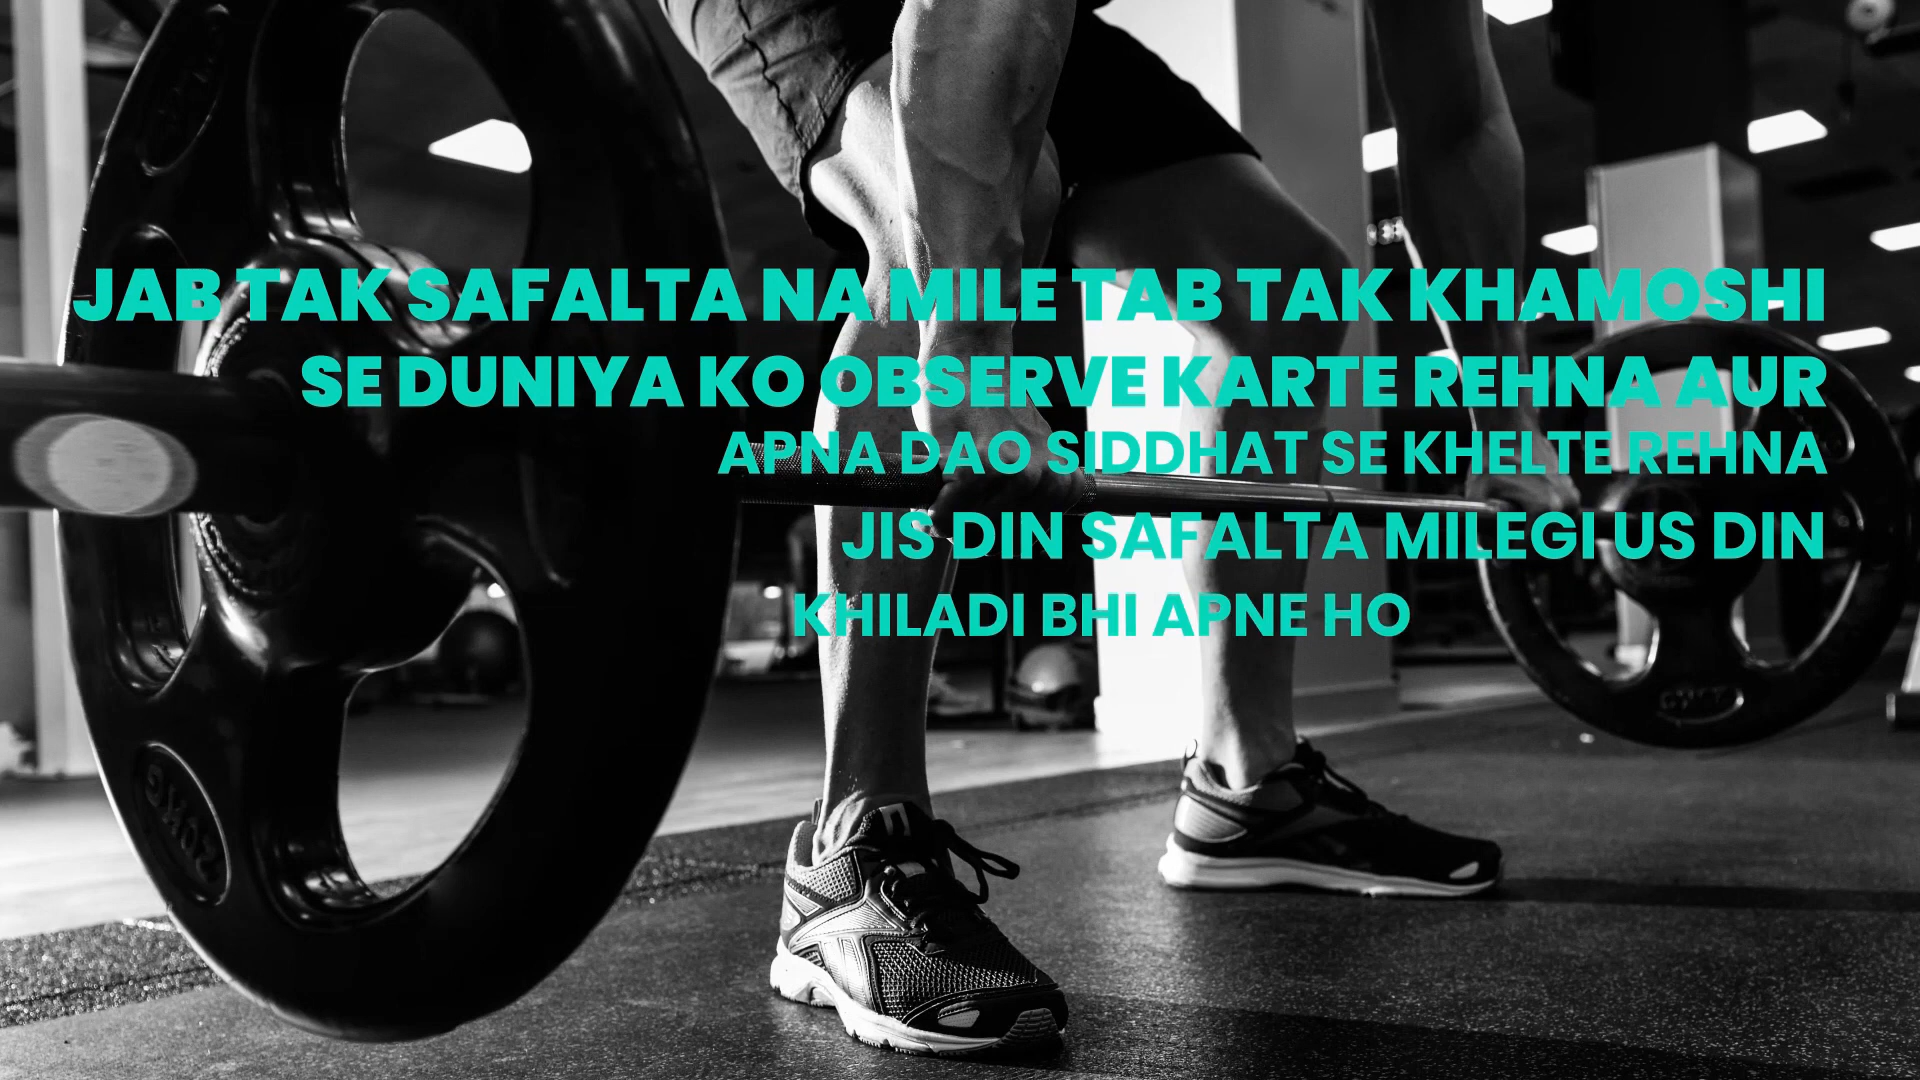 JAB TAK SAFALTA NA MILE TAB TAK KHAMOSHI
SE DUNIYA KO OBSERVE KARTE REHNA AUR
APNA DAO SIDDHAT SE KHELTE REHNA
JIS DIN SAFALTA MILEGI US DIN
KHILADI BHI APNE HO
20KG